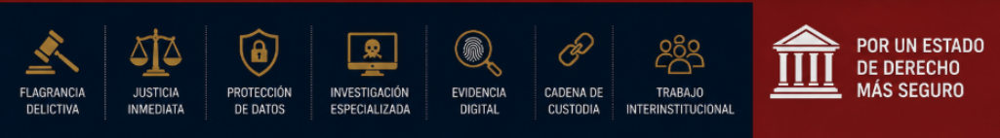 FLAGRANCIA
DELICTIVA
JUSTICIA
INMEDIATA
PROTECCIÓN
DE DATOS
INVESTIGACIÓN
ESPECIALIZADA
EVIDENCIA
DIGITAL
CADENA DE
CUSTODIA
TRABAJO
INTERINSTITUCIONAL
POR UN ESTADO
DE DERECHO
MÁS SEGURO